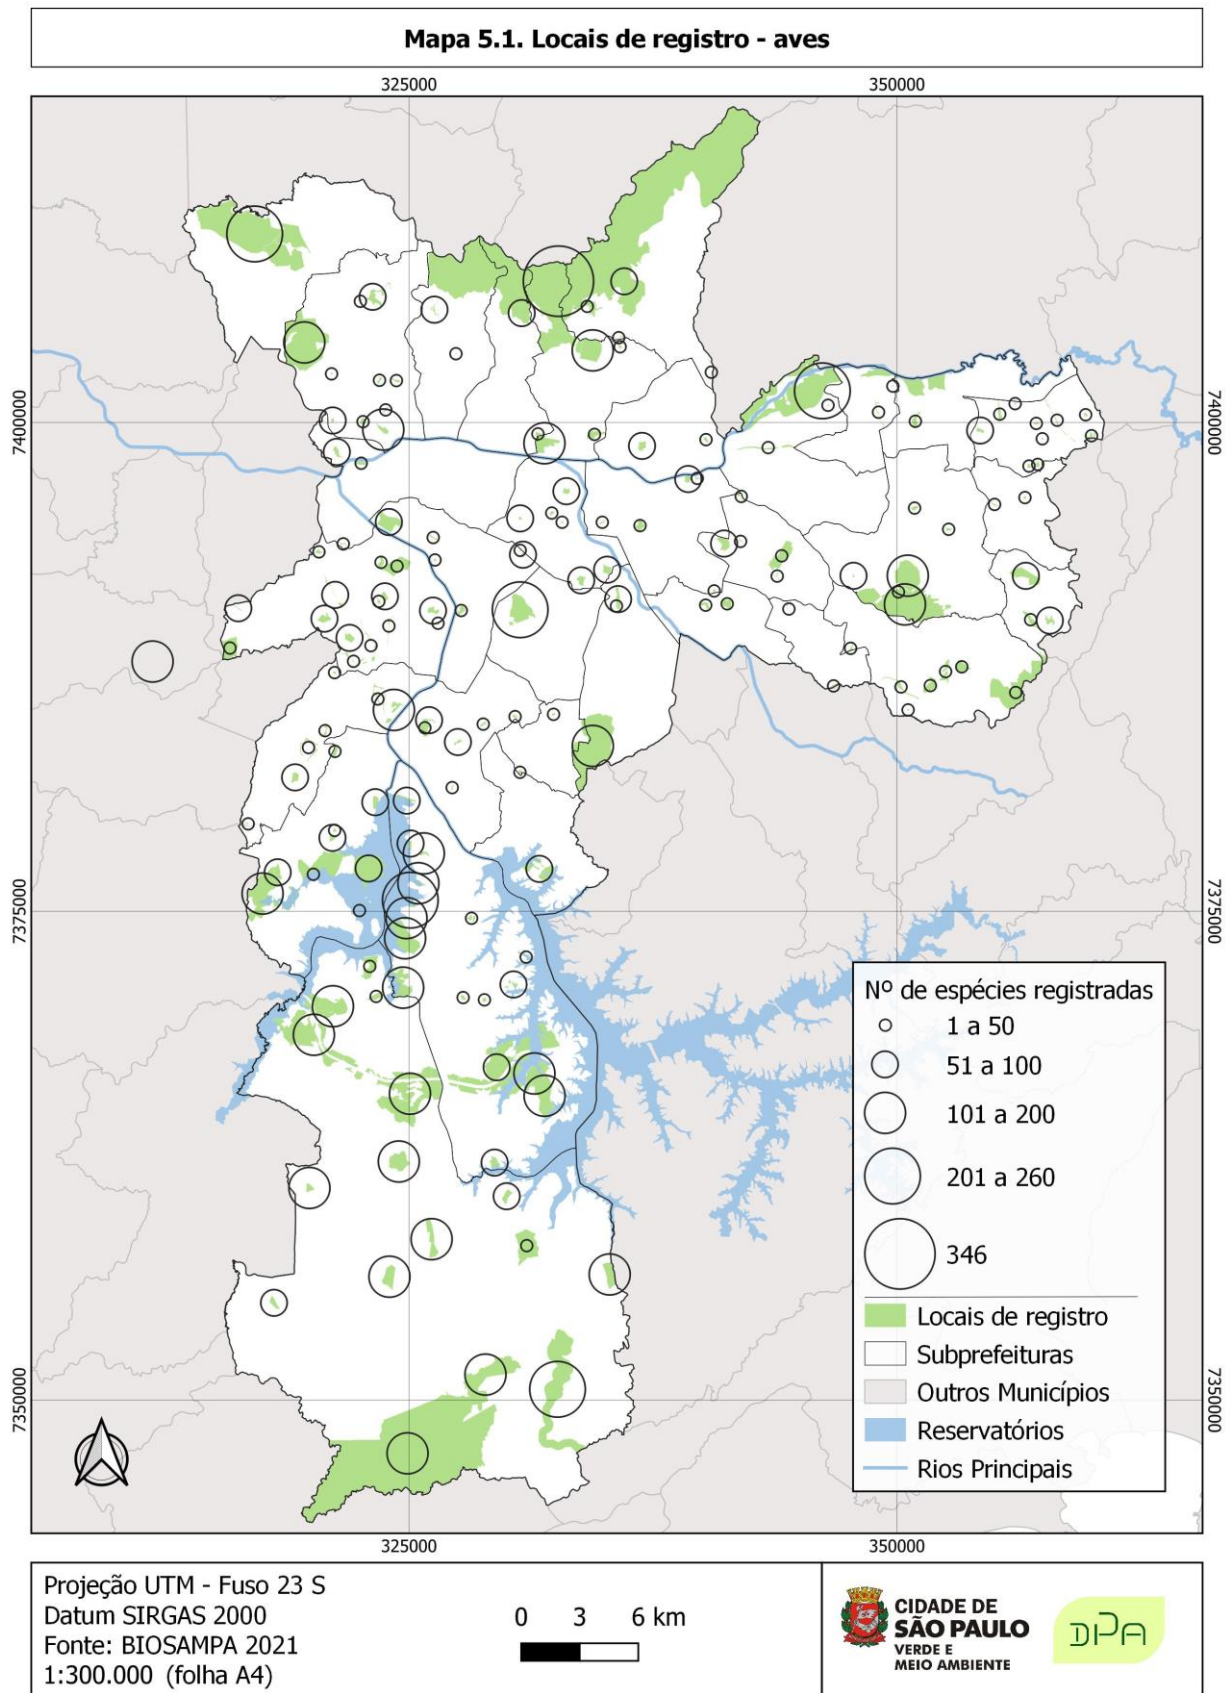 Mapa 5.1. Locais de registro - aves
325000
350000
7400000
7400000
7375000
7375000
7350000
7350000
Nº de espécies registradas
1 a 50
51 a 100
101 a 200
201 a 260
346
Locais de registro
Subprefeituras
Outros Municípios
Reservatórios
Rios Principais
325000
350000
Projeção UTM - Fuso 23 S
Datum SIRGAS 2000
Fonte: BIOSAMPA 2021
1:300.000 (folha A4)
0 3 6 km
CIDADE DE
SÃO PAULO
VERDE E
MEIO AMBIENTE
DPA